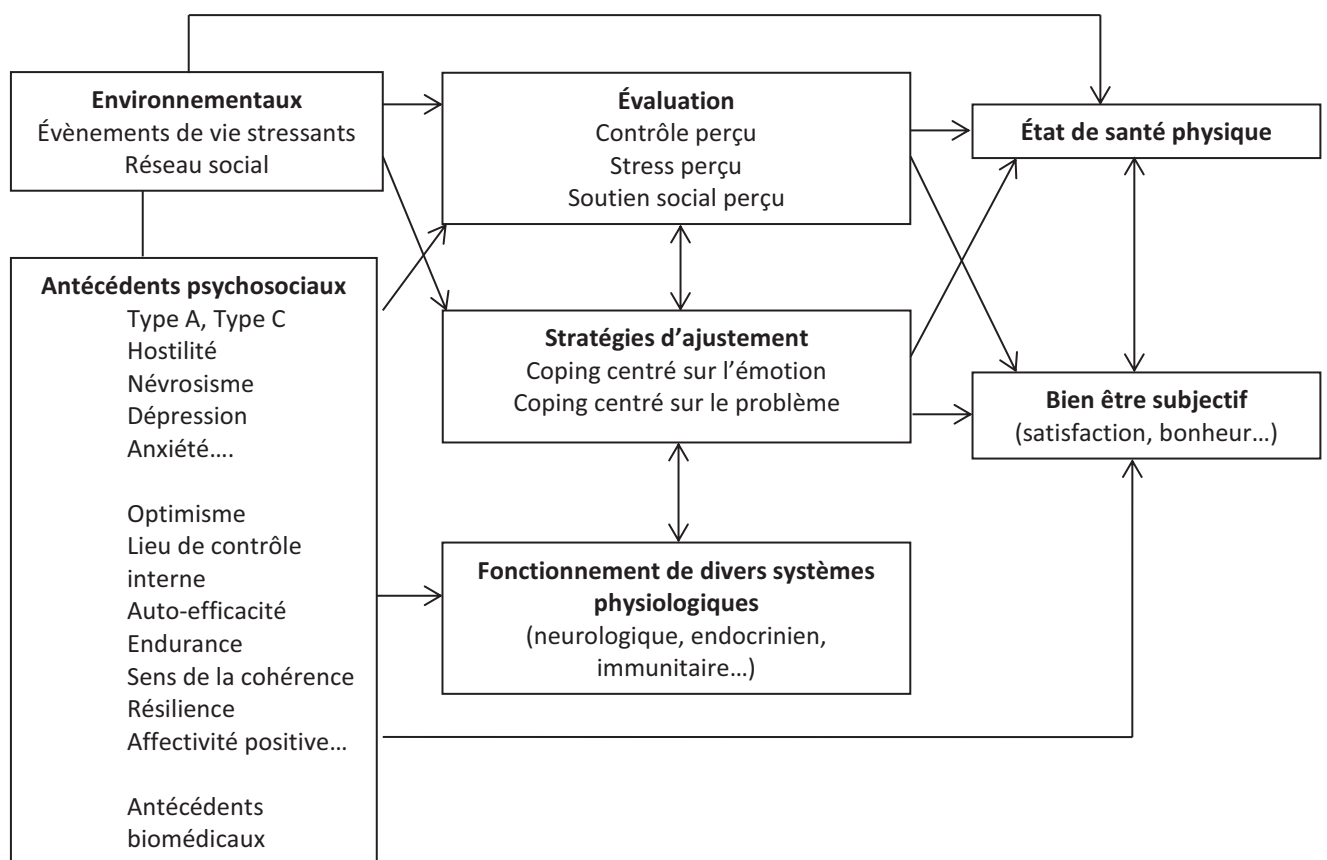 Environnementaux
Évènements de vie stressants
Réseau social
Antécédents psychosociaux
Type A, Type C
Hostilité
Névrosisme
Dépression
Anxiété….
Optimisme
Lieu de contrôle
interne
Auto-efficacité
Endurance
Sens de la cohérence
Résilience
Affectivité positive…
Antécédents
biomédicaux
Évaluation
Contrôle perçu
Stress perçu
Soutien social perçu
Stratégies d’ajustement
Coping centré sur l’émotion
Coping centré sur le problème
Fonctionnement de divers systèmes
physiologiques
(neurologique, endocrinien,
immunitaire…)
État de santé physique
Bien être subjectif
(satisfaction, bonheur…)